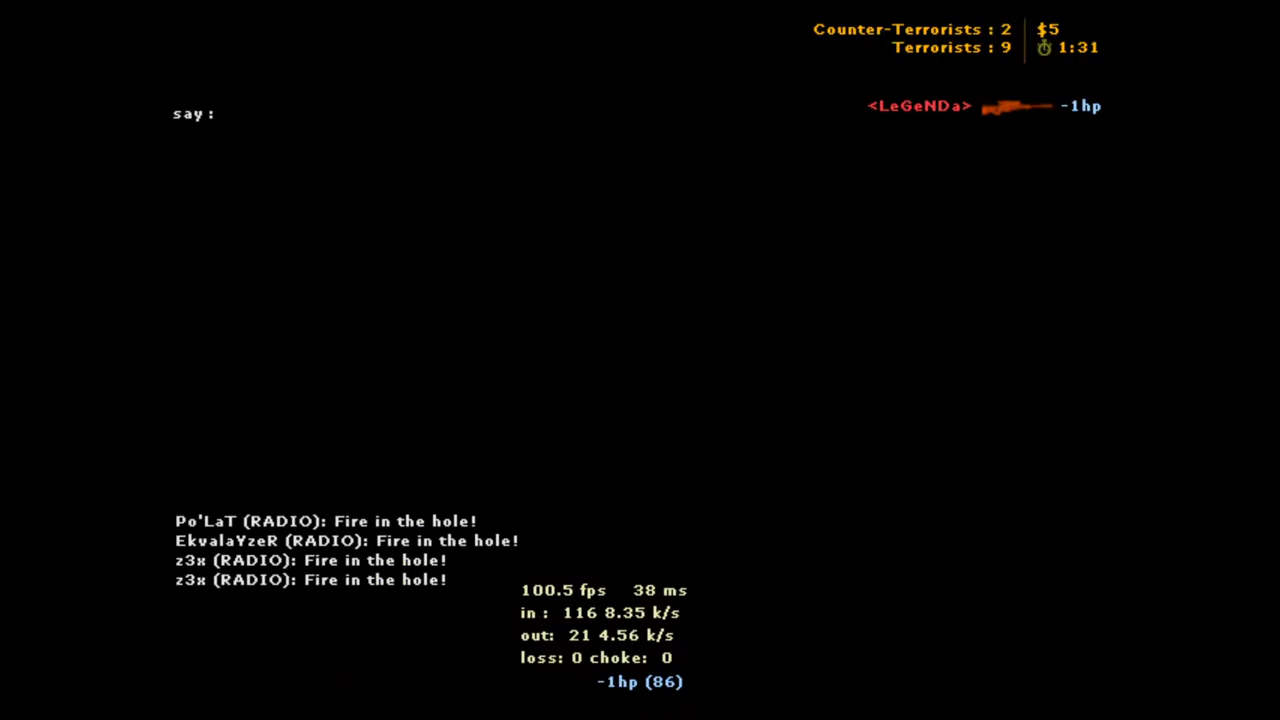 Counter-Terrorists : 2 $5
Terrorists : 9 1:31
<LeGeNDa> -1hp
say :
Po'LaT (RADIO): Fire in the hole!
EkvalaYzeR (RADIO): Fire in the hole!
z3x (RADIO): Fire in the hole!
z3x (RADIO): Fire in the hole!
100.5 fps 38 ms
in : 116 8.35 k/s
out: 21 4.56 k/s
loss: 0 choke: 0
-1hp (86)